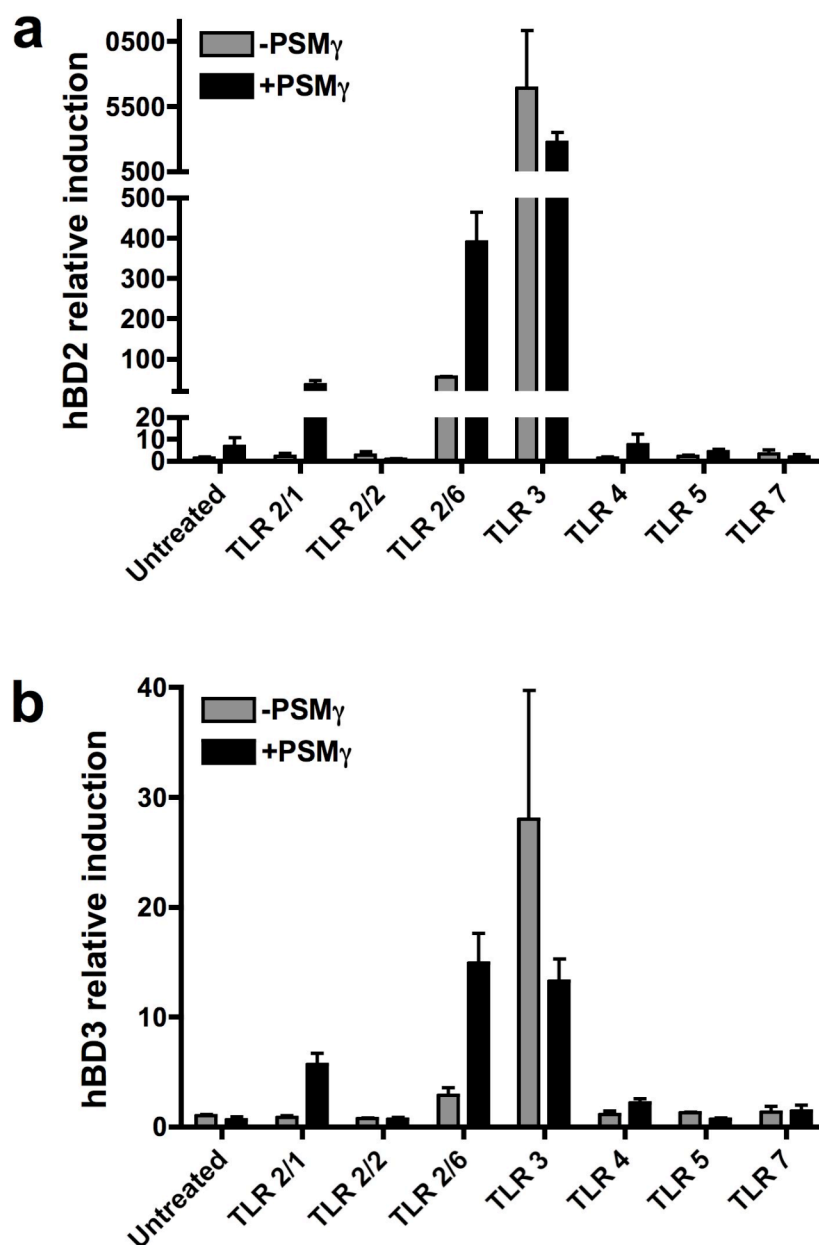 a
-PSMγ
+PSMγ
hBD2 relative induction
0500
5500
500
500
400
300
200
100
20
10
0
Untreated
TLR 2/1
TLR 2/2
TLR 2/6
TLR 3
TLR 4
TLR 5
TLR 7
b
-PSMγ
+PSMγ
hBD3 relative induction
40
30
20
10
0
Untreated
TLR 2/1
TLR 2/2
TLR 2/6
TLR 3
TLR 4
TLR 5
TLR 7